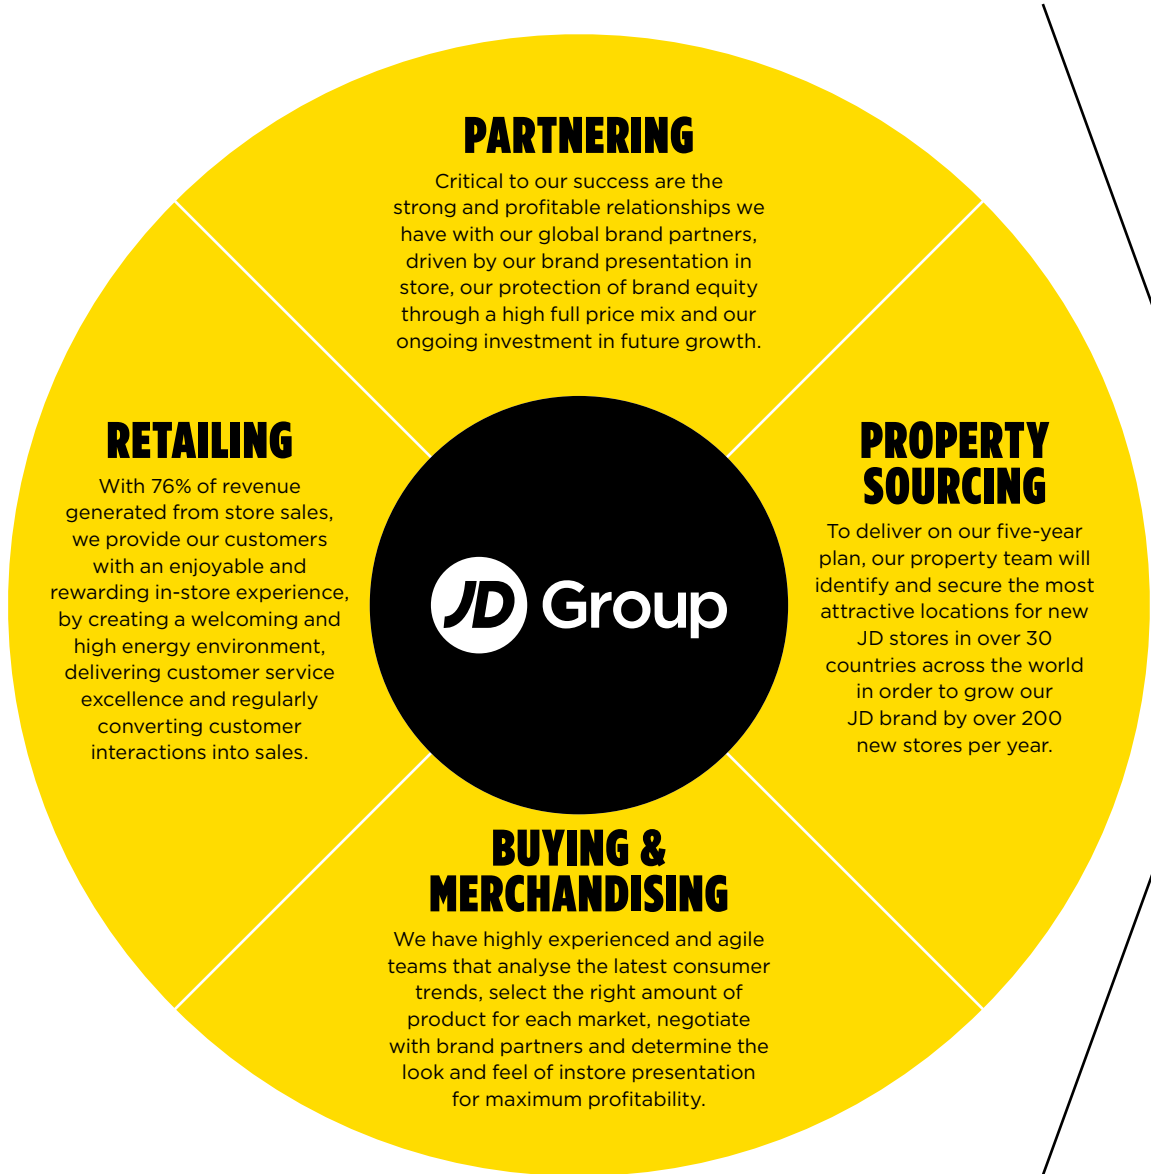 PARTNERING
Critical to our success are the
strong and profitable relationships we
have with our global brand partners,
driven by our brand presentation in
store, our protection of brand equity
through a high full price mix and our
ongoing investment in future growth.
RETAILING
With 76% of revenue
generated from store sales,
we provide our customers
with an enjoyable and
rewarding in-store experience,
by creating a welcoming and
high energy environment,
delivering customer service
excellence and regularly
converting customer
interactions into sales.
JD Group
PROPERTY
SOURCING
To deliver on our five-year
plan, our property team will
identify and secure the most
attractive locations for new
JD stores in over 30
countries across the world
in order to grow our
JD brand by over 200
new stores per year.
BUYING &
MERCHANDISING
We have highly experienced and agile
teams that analyse the latest consumer
trends, select the right amount of
product for each market, negotiate
with brand partners and determine the
look and feel of instore presentation
for maximum profitability.